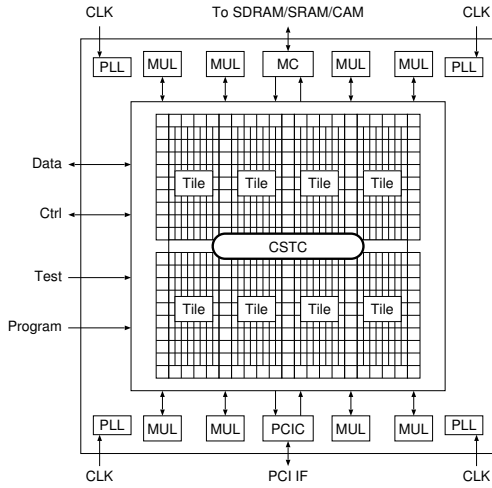 CLK To SDRAM/SRAM/CAM CLK
PLL MUL MUL MC MUL MUL PLL
Data
Tile Tile Tile Tile
Ctrl
CSTC
Test
Tile Tile Tile Tile
Program
PLL MUL MUL PCIC MUL MUL PLL
CLK PCI IF CLK